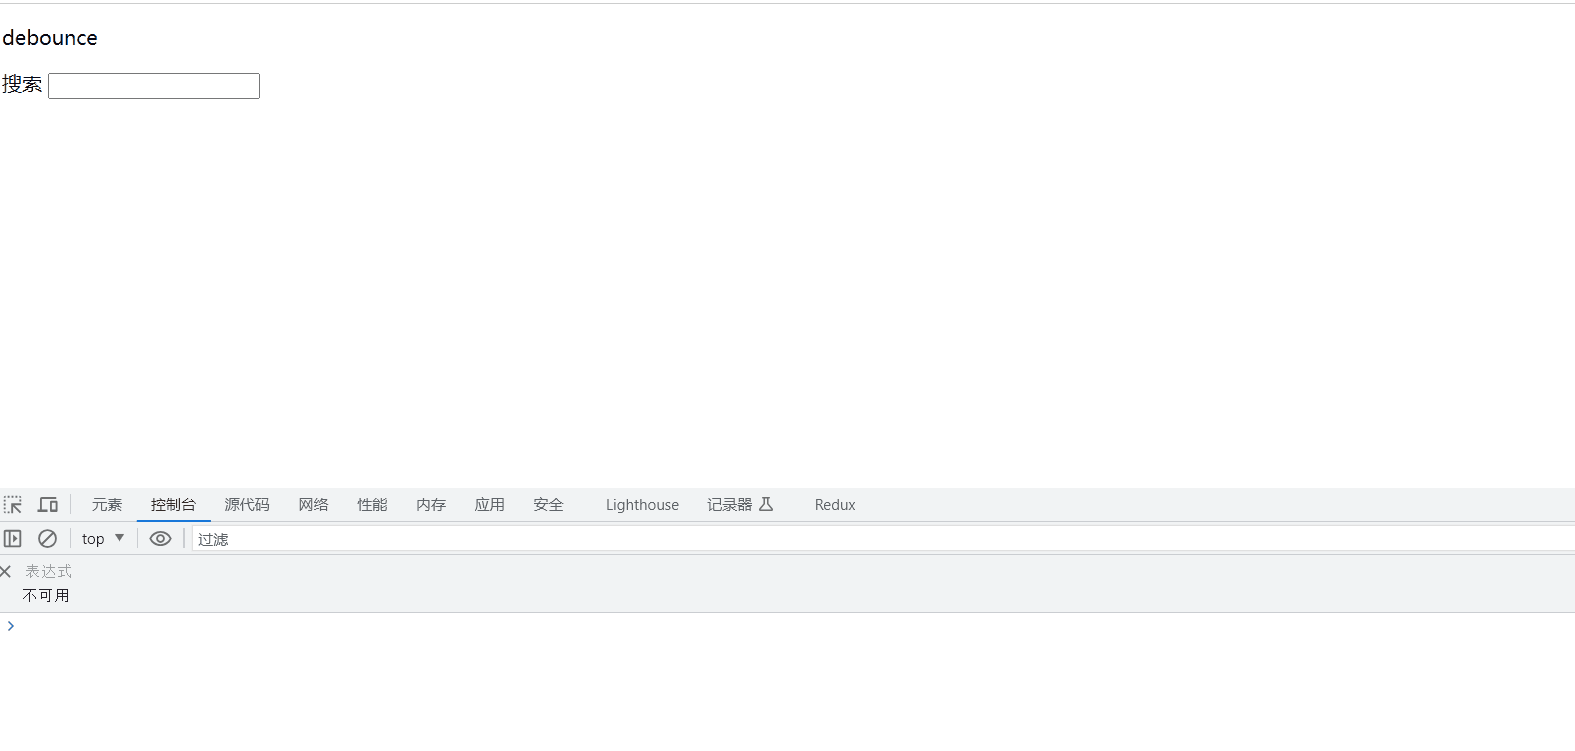 debounce
搜索
元素 控制台 源代码 网络 性能 内存 应用 安全 Lighthouse 记录器 Redux
top 过滤
表达式
不可用